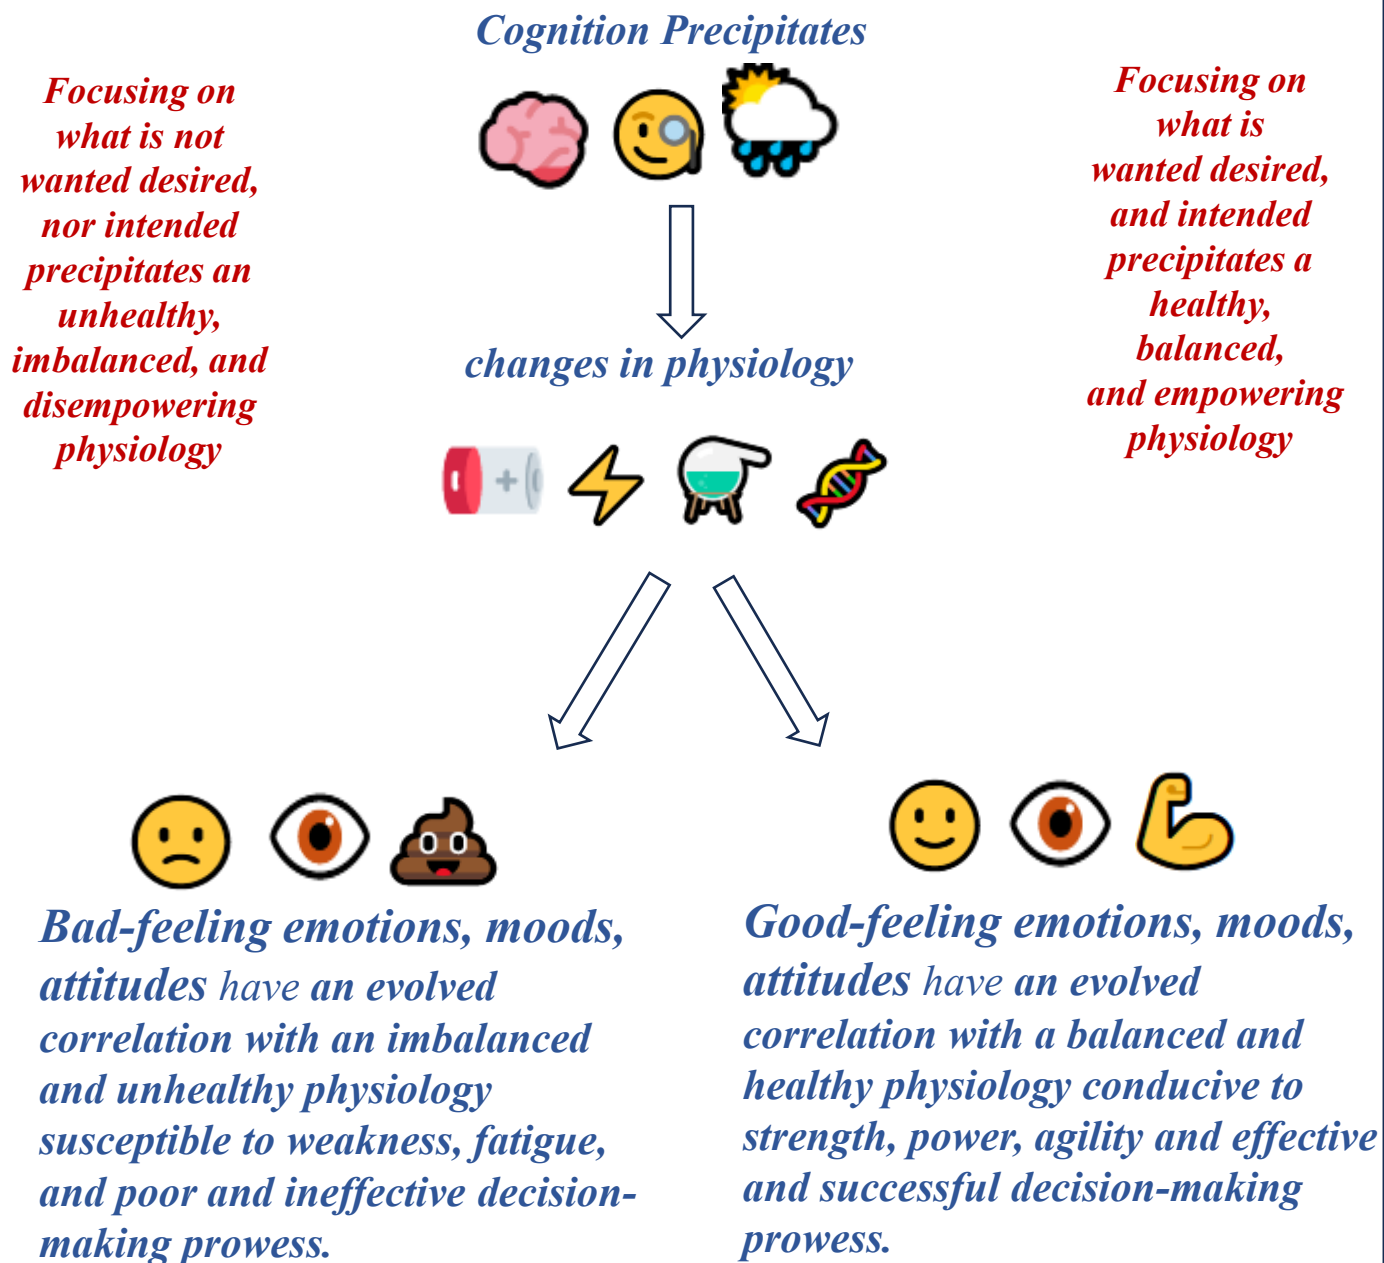 Cognition Precipitates
Focusing on
what is not
wanted desired,
nor intended
precipitates an
unhealthy,
imbalanced, and
disempowering
physiology
Focusing on
what is
wanted desired,
and intended
precipitates a
healthy,
balanced,
and empowering
physiology
changes in physiology
Bad-feeling emotions, moods,
attitudes have an evolved
correlation with an imbalanced
and unhealthy physiology
susceptible to weakness, fatigue,
and poor and ineffective decision-
making prowess.
Good-feeling emotions, moods,
attitudes have an evolved
correlation with a balanced and
healthy physiology conducive to
strength, power, agility and effective
and successful decision-making
prowess.